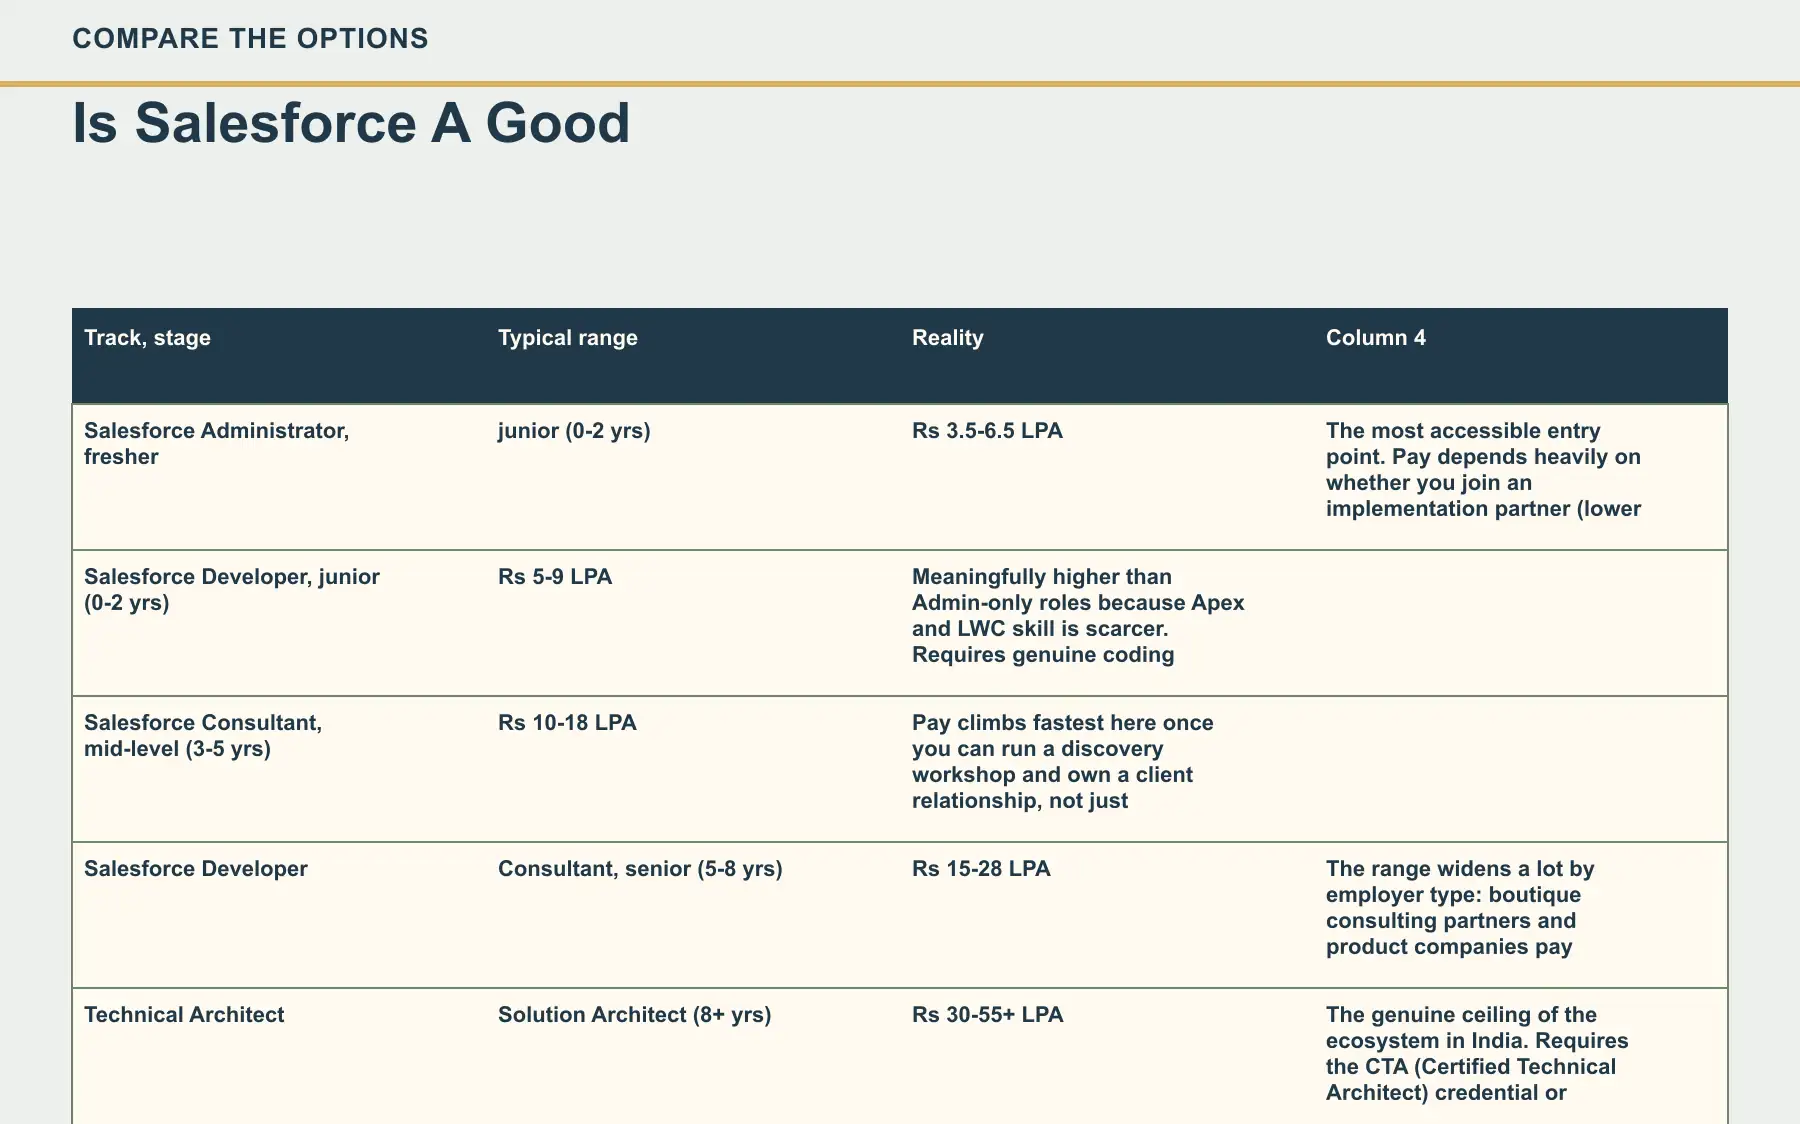 COMPARE THE OPTIONS
Is Salesforce A Good
Track, stage
Typical range
Reality
Column 4
Salesforce Administrator,
fresher
junior (0-2 yrs)
Rs 3.5-6.5 LPA
The most accessible entry
point. Pay depends heavily on
whether you join an
implementation partner (lower
Salesforce Developer, junior
(0-2 yrs)
Rs 5-9 LPA
Meaningfully higher than
Admin-only roles because Apex
and LWC skill is scarcer.
Requires genuine coding
Salesforce Consultant,
mid-level (3-5 yrs)
Rs 10-18 LPA
Pay climbs fastest here once
you can run a discovery
workshop and own a client
relationship, not just
Salesforce Developer
Consultant, senior (5-8 yrs)
Rs 15-28 LPA
The range widens a lot by
employer type: boutique
consulting partners and
product companies pay
Technical Architect
Solution Architect (8+ yrs)
Rs 30-55+ LPA
The genuine ceiling of the
ecosystem in India. Requires
the CTA (Certified Technical
Architect) credential or